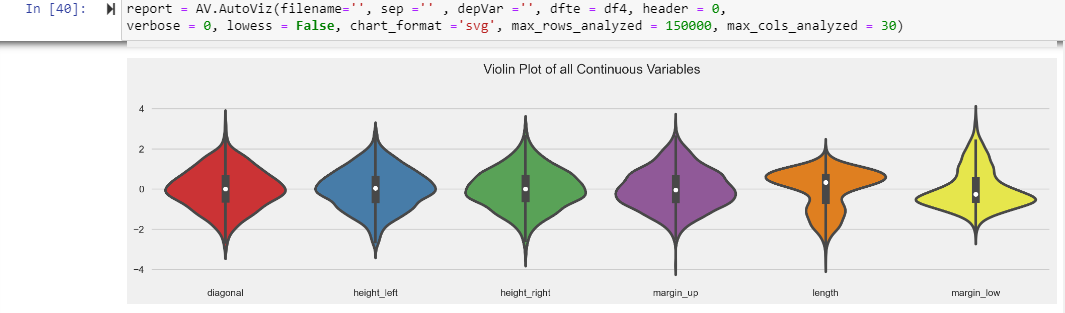 In [40]:
report = AV.AutoViz(filename='', sep ='' , depVar ='', dfte = df4, header = 0,
verbose = 0, lowess = False, chart_format ='svg', max_rows_analyzed = 150000, max_cols_analyzed = 30)
Violin Plot of all Continuous Variables
4
2
0
−2
−4
diagonal height_left height_right margin_up length margin_low